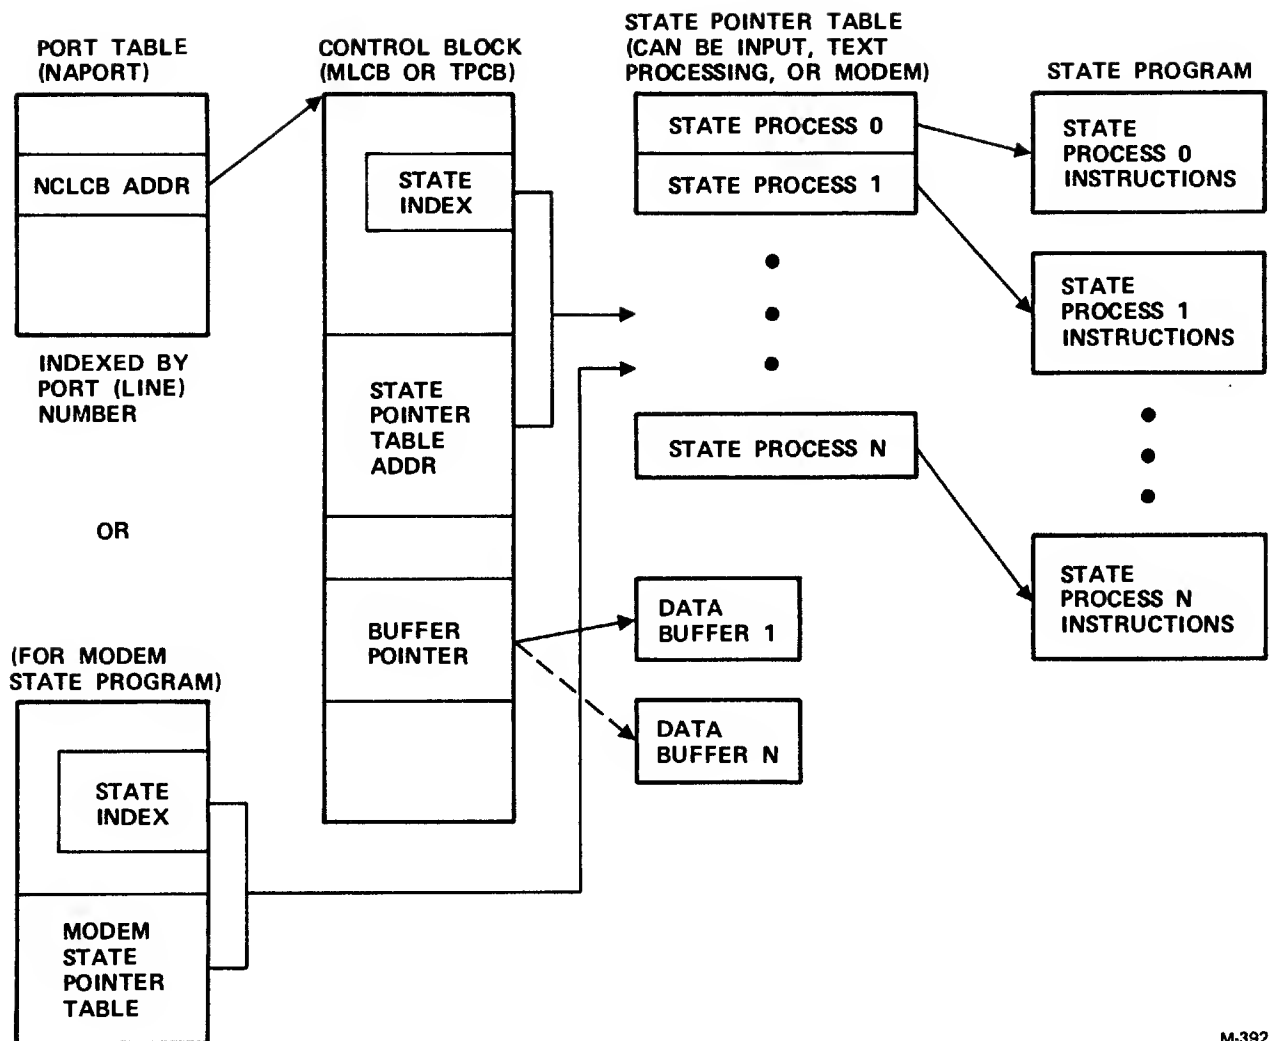 PORT TABLE
(NAPORT)
NCLCB ADDR
INDEXED BY
PORT (LINE)
NUMBER
OR
(FOR MODEM
STATE PROGRAM)
STATE
INDEX
MODEM
STATE
POINTER
TABLE
CONTROL BLOCK
(MLCB OR TPCB)
STATE
INDEX
STATE
POINTER
TABLE
ADDR
BUFFER
POINTER
STATE POINTER TABLE
(CAN BE INPUT, TEXT
PROCESSING, OR MODEM)
STATE PROCESS 0
STATE PROCESS 1
STATE PROCESS N
DATA
BUFFER 1
DATA
BUFFER N
STATE PROGRAM
STATE
PROCESS 0
INSTRUCTIONS
STATE
PROCESS 1
INSTRUCTIONS
STATE
PROCESS N
INSTRUCTIONS
M-392